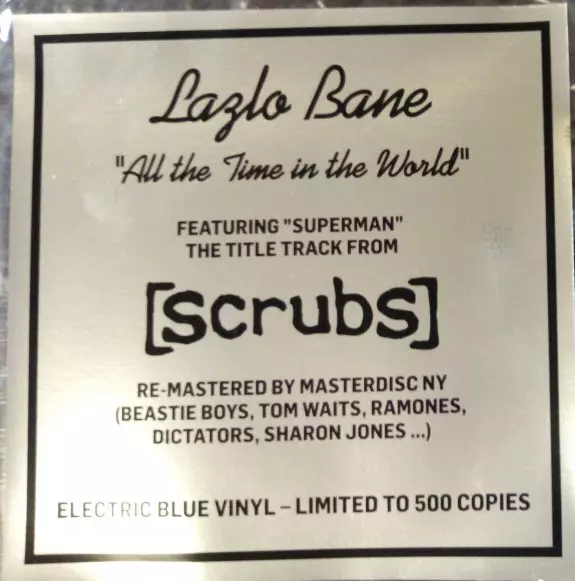 Lazlo Bane
"All the Time in the World"
FEATURING "SUPERMAN"
THE TITLE TRACK FROM
[scrubs]
RE-MASTERED BY MASTERDISC NY
(BEASTIE BOYS, TOM WAITS, RAMONES,
DICTATORS, SHARON JONES ...)
ELECTRIC BLUE VINYL – LIMITED TO 500 COPIES